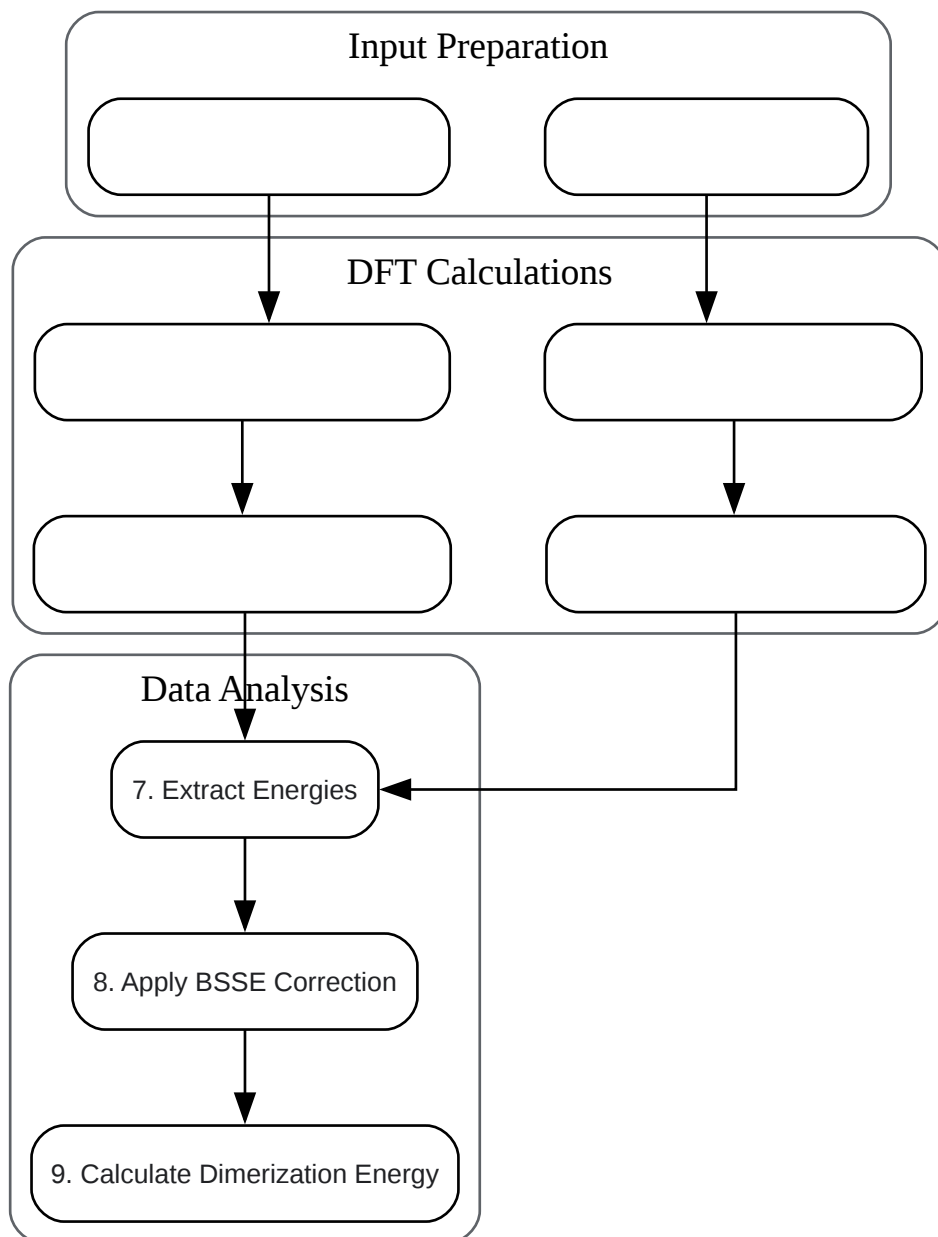 Input Preparation
DFT Calculations
Data Analysis
7. Extract Energies
8. Apply BSSE Correction
9. Calculate Dimerization Energy